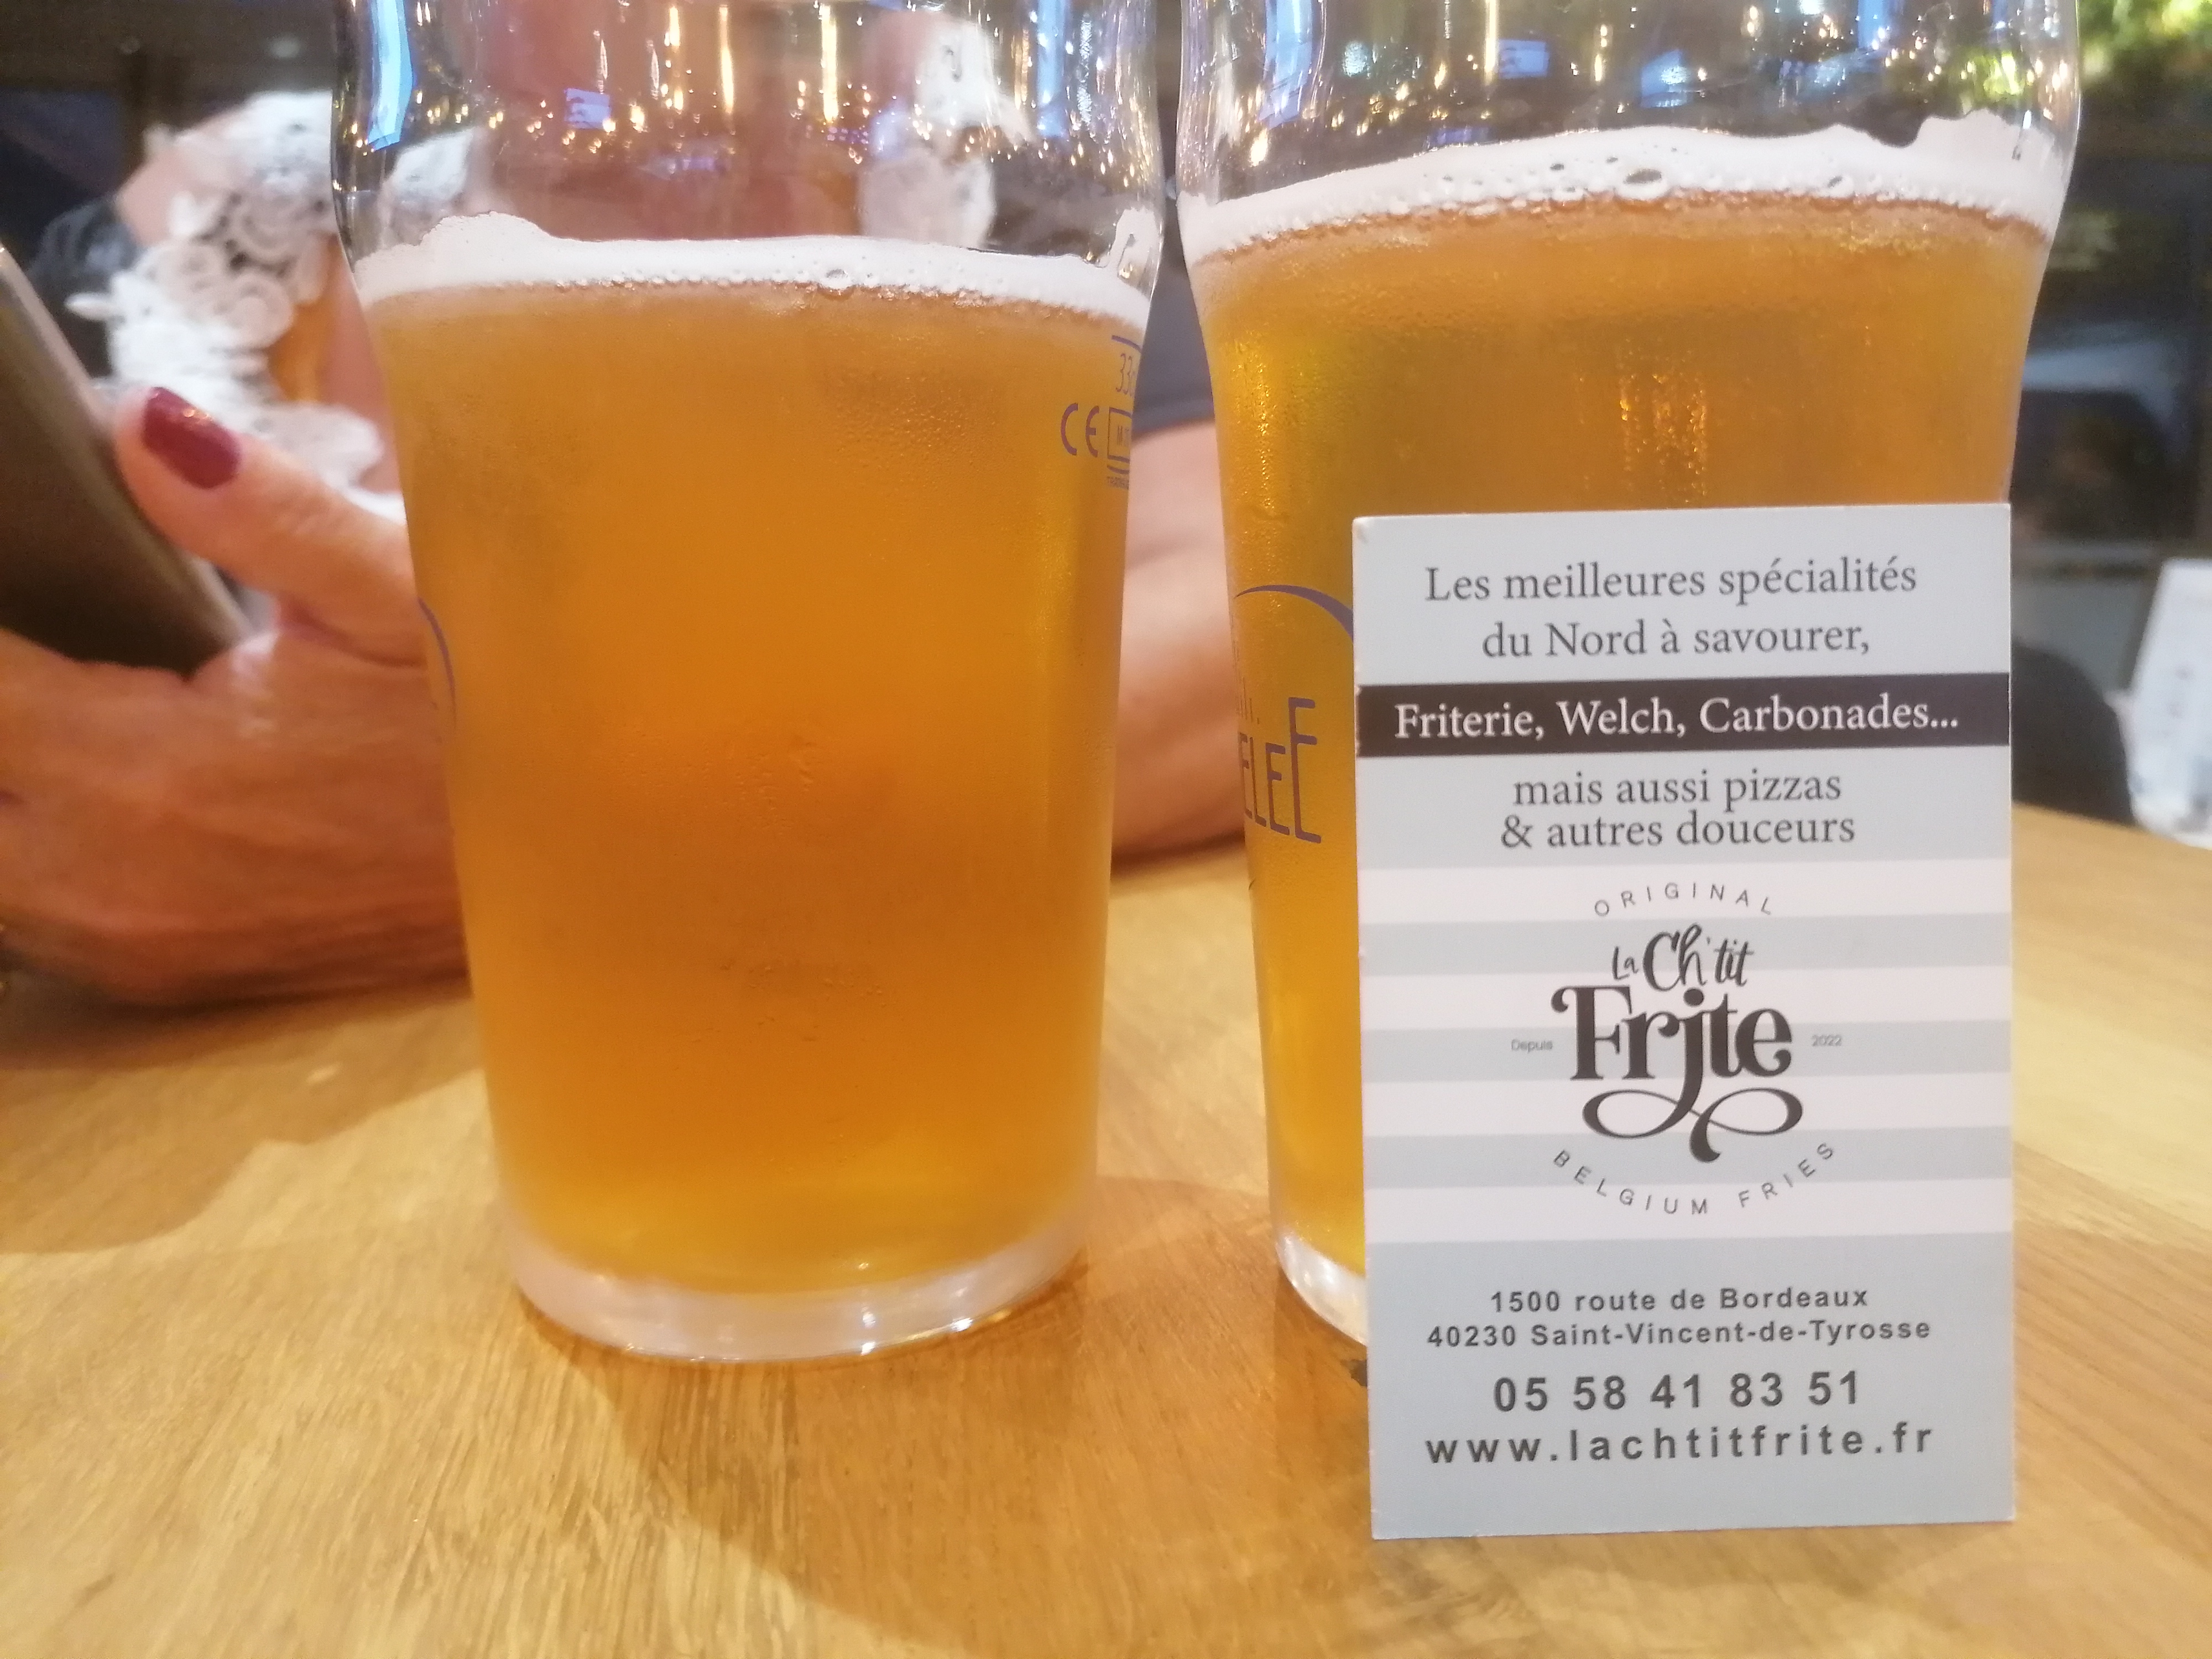 CE
Les meilleures spécialités
du Nord à savourer,
Friterie, Welch, Carbonades...
mais aussi pizzas
& autres douceurs
ORIGINAL
La Ch'tit
Frjte
Depuis 2022
BELGIUM FRIES
1500 route de Bordeaux
40230 Saint-Vincent-de-Tyrosse
05 58 41 83 51
www.lachtitfrite.fr